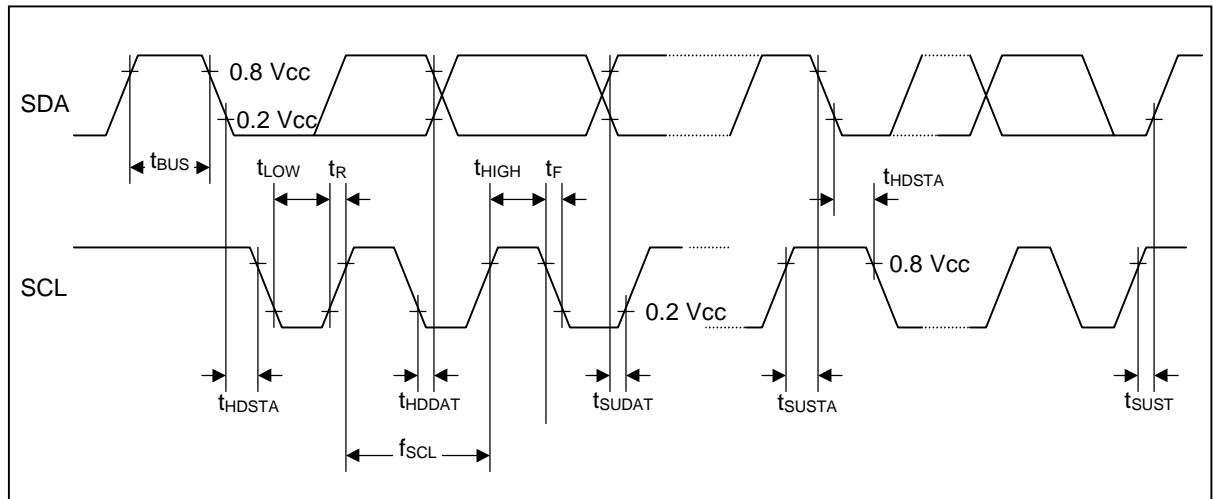 SDA
0.8 Vcc
0.2 Vcc
tBUS
tLOW
tR
tHIGH
tF
tHDSTA
SCL
0.8 Vcc
0.2 Vcc
tHDSTA
tHDDAT
tSUDAT
tSUSTA
tSUST
fSCL